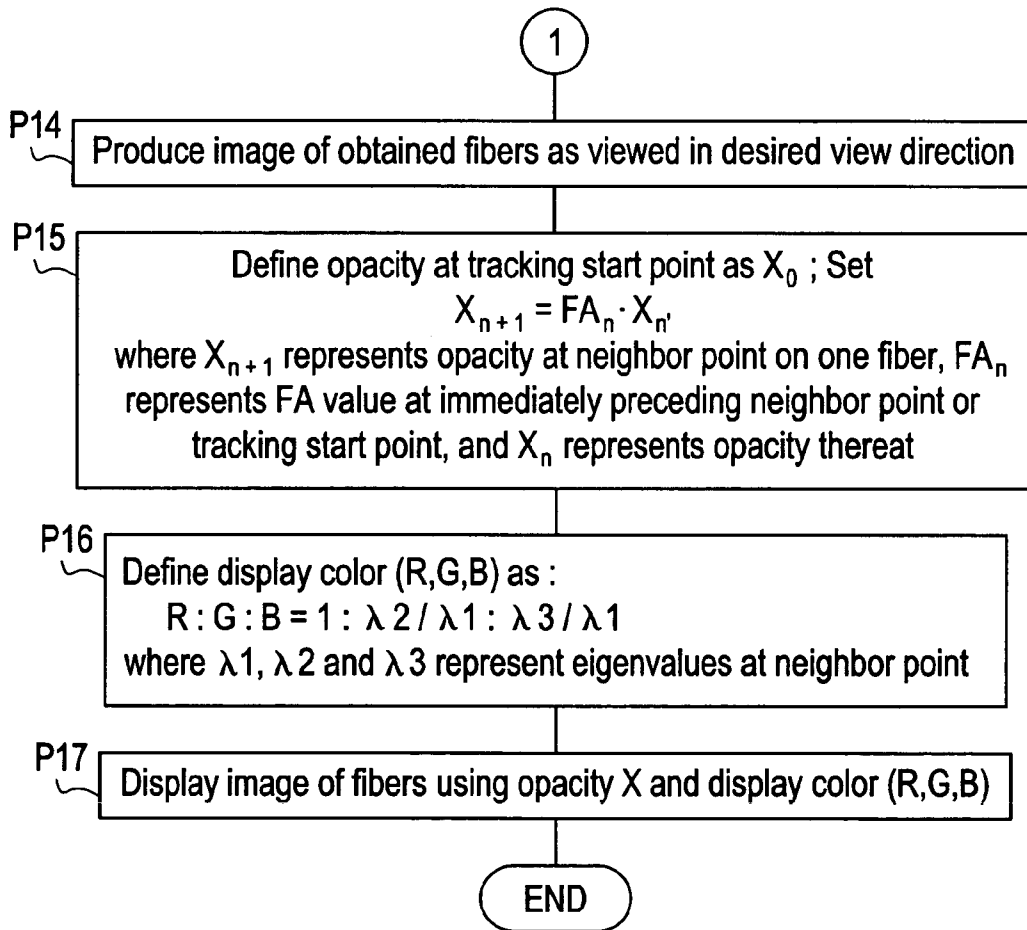 1
P14
Produce image of obtained fibers as viewed in desired view direction
P15
Define opacity at tracking start point as X₀ ; Set
Xₙ₊₁ = FAₙ · Xₙ'
where Xₙ₊₁ represents opacity at neighbor point on one fiber, FAₙ
represents FA value at immediately preceding neighbor point or
tracking start point, and Xₙ represents opacity thereat
P16
Define display color (R,G,B) as :
R : G : B = 1 : λ2 / λ1 : λ3 / λ1
where λ1, λ2 and λ3 represent eigenvalues at neighbor point
P17
Display image of fibers using opacity X and display color (R,G,B)
END